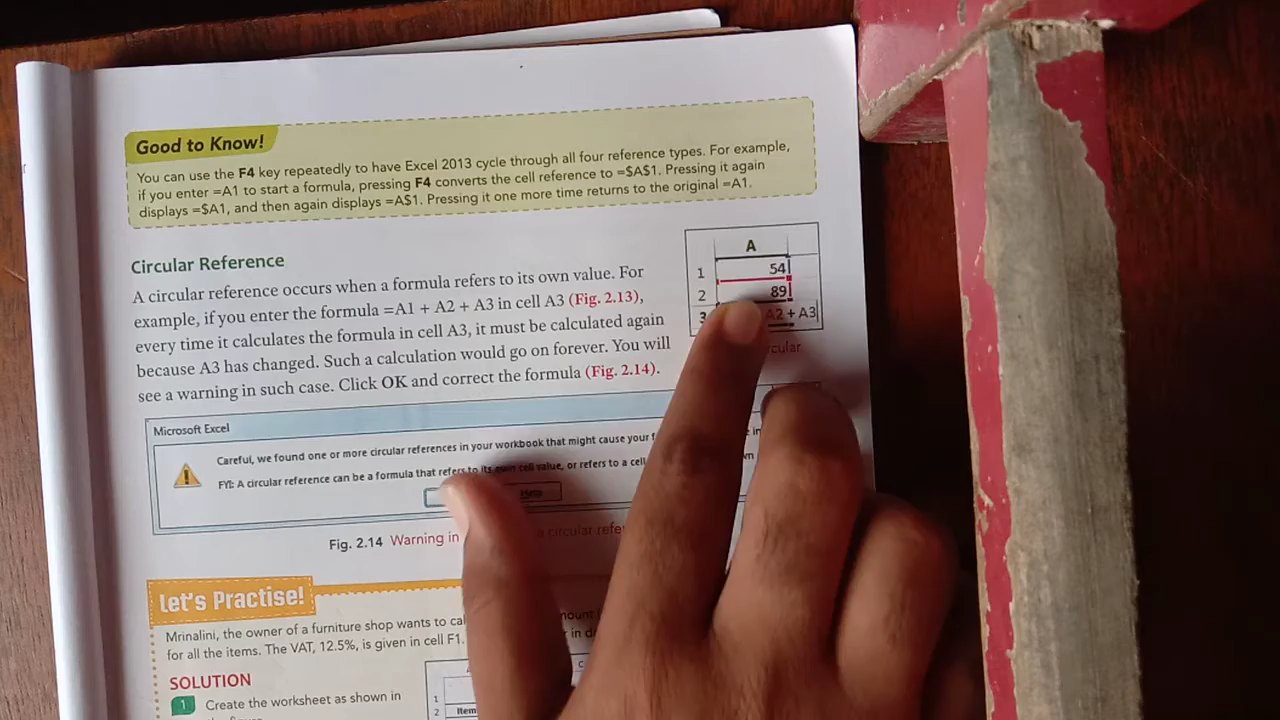 Good to Know!
You can use the F4 key repeatedly to have Excel 2013 cycle through all four reference types. For example,
if you enter =A1 to start a formula, pressing F4 converts the cell reference to =$A$1. Pressing it again
displays =$A1, and then again displays =A$1. Pressing it one more time returns to the original =A1.
Circular Reference
A circular reference occurs when a formula refers to its own value. For
example, if you enter the formula =A1 + A2 + A3 in cell A3 (Fig. 2.13),
every time it calculates the formula in cell A3, it must be calculated again
because A3 has changed. Such a calculation would go on forever. You will
see a warning in such case. Click OK and correct the formula (Fig. 2.14).
A
1 54
2 89
3 A2 + A3
Microsoft Excel
Careful, we found one or more circular references in your workbook that might cause your
FYI: A circular reference can be a formula that refers to its own cell value, or refers to a cell
Help
Fig. 2.14 Warning in a circular
Let's Practise!
Mrinalini, the owner of a furniture shop wants to
for all the items. The VAT, 12.5%, is given in cell F1.
SOLUTION
1 Create the worksheet as shown in
1
2 Item